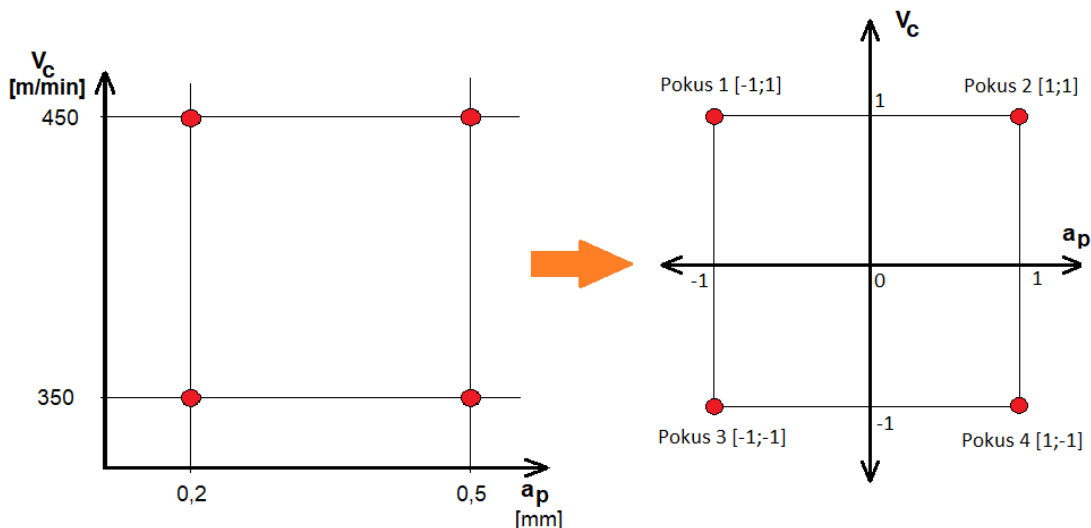 Vc
[m/min]
450
350
0,2
0,5
ap
[mm]
Vc
Pokus 1 [-1;1]
1
Pokus 2 [1;1]
ap
-1
0
1
-1
Pokus 3 [-1;-1]
Pokus 4 [1;-1]